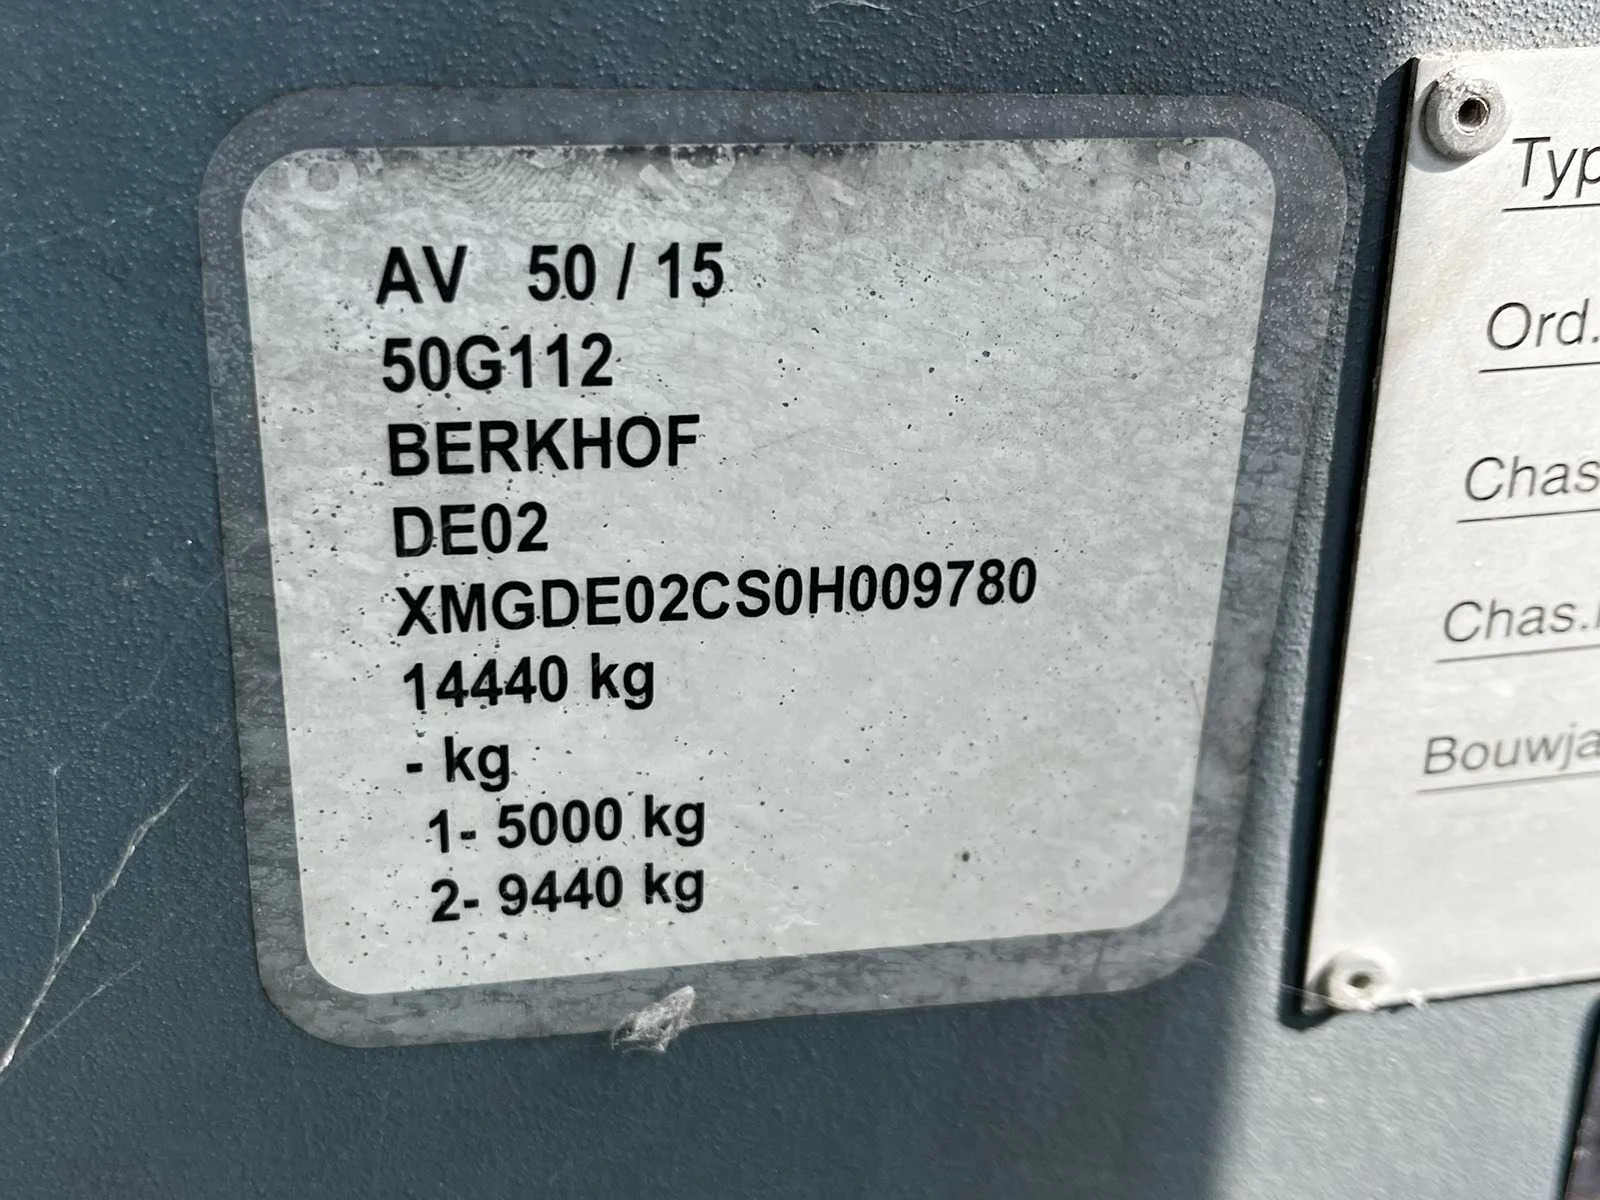 AV 50 / 15
50G112
BERKHOF
DE02
XMGDE02CS0H009780
14440 kg
- kg
1- 5000 kg
2- 9440 kg
Typ
Ord.
Chas
Chas.
Bouwja